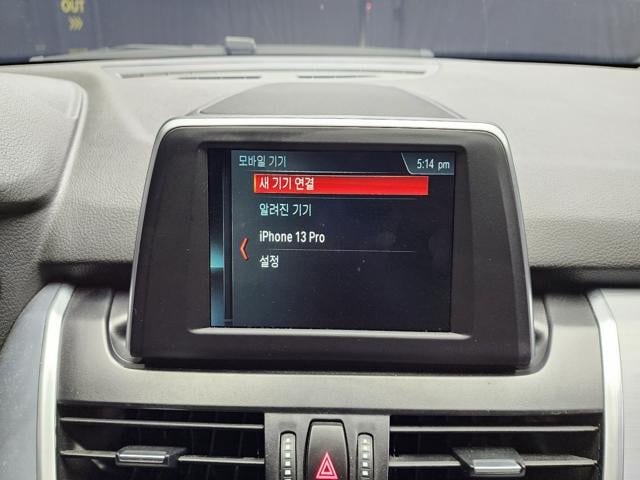 OUT
모바일 기기
5:14 pm
새 기기 연결
알려진 기기
iPhone 13 Pro
설정